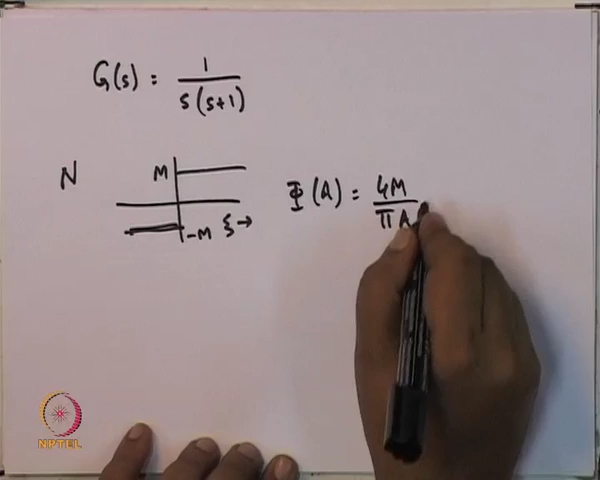 G(s) = 1/s(s+1)
N M Φ(A) = 4M/πA
-M ξ→
NPTEL